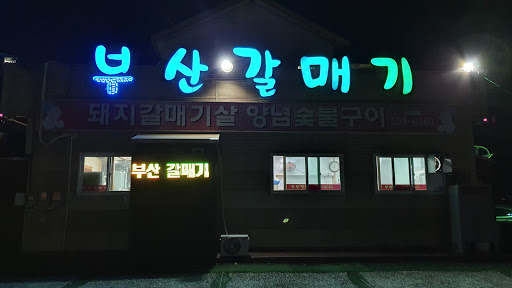 부산갈매기
돼지갈매기살 양념숯불구이
부산 갈매기